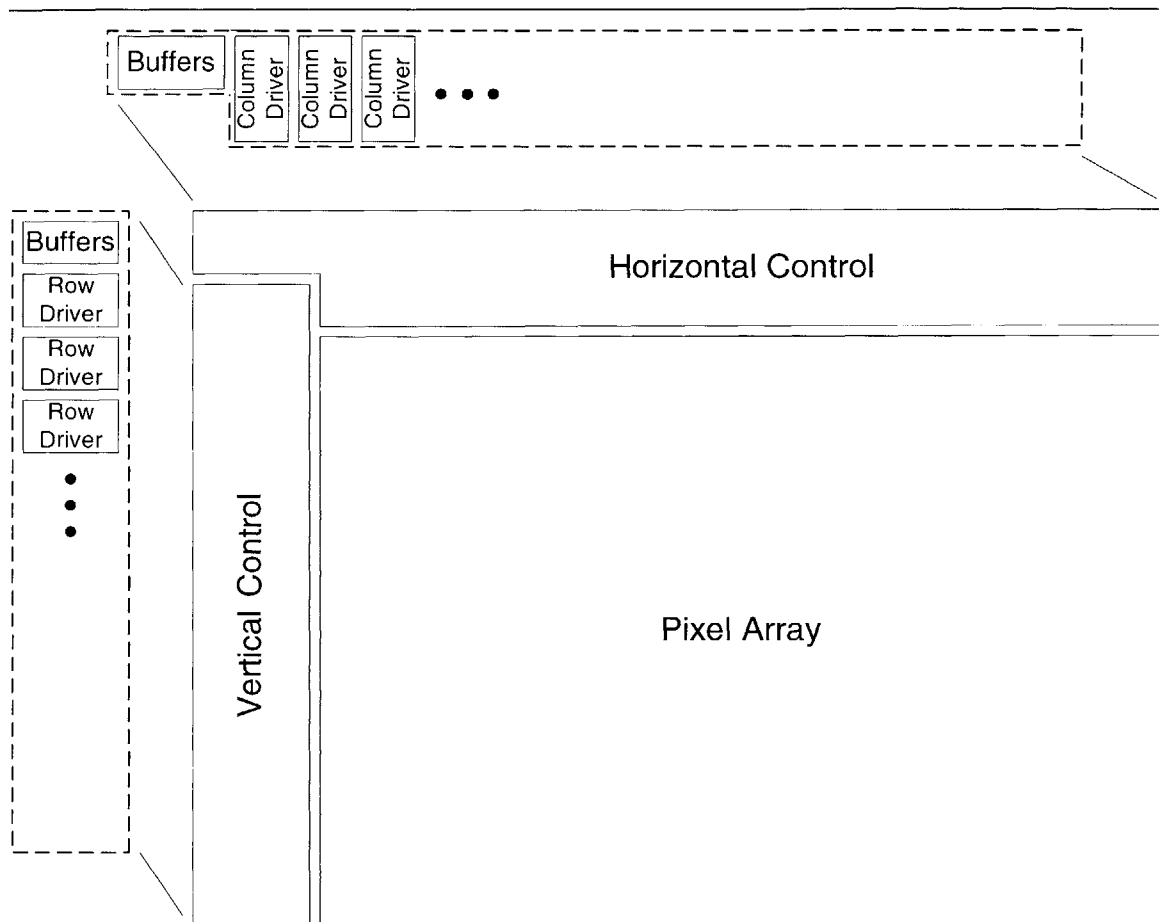 Buffers
Column
Driver
Column
Driver
Column
Driver
Horizontal Control
Buffers
Row
Driver
Row
Driver
Row
Driver
Vertical Control
Pixel Array